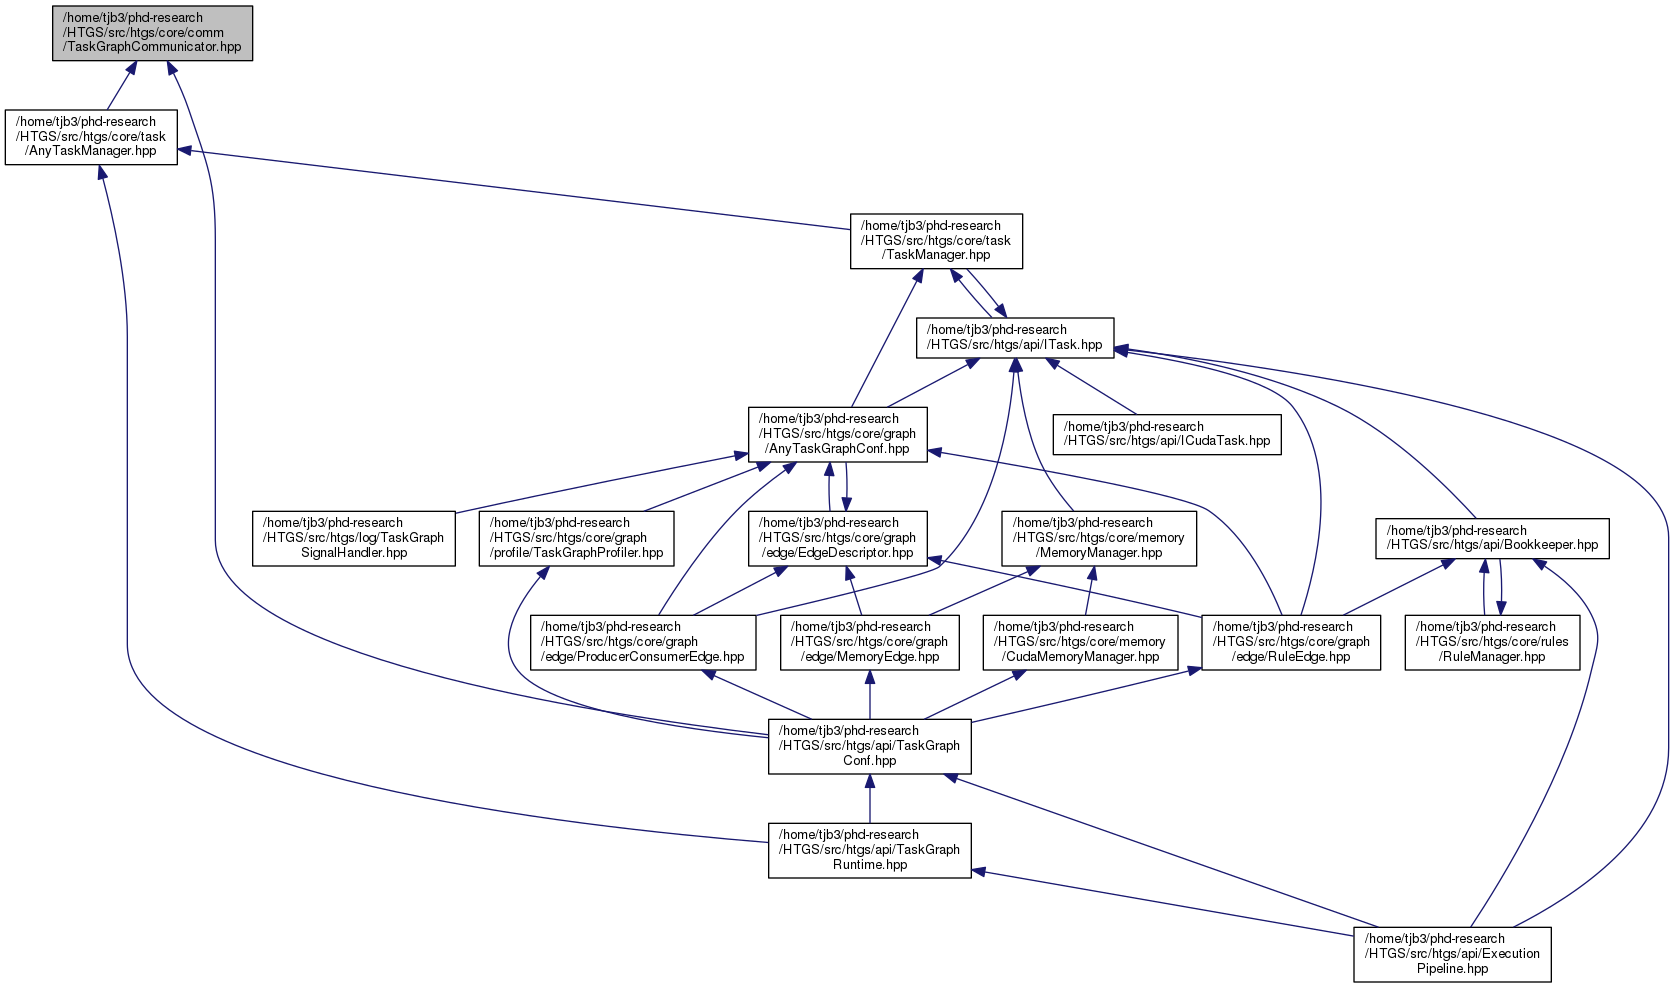 /home/tjb3/phd-research
/HTGS/src/htgs/core/comm
/TaskGraphCommunicator.hpp
/home/tjb3/phd-research
/HTGS/src/htgs/core/task
/AnyTaskManager.hpp
/home/tjb3/phd-research
/HTGS/src/htgs/core/task
/TaskManager.hpp
/home/tjb3/phd-research
/HTGS/src/htgs/api/ITask.hpp
/home/tjb3/phd-research
/HTGS/src/htgs/core/graph
/AnyTaskGraphConf.hpp
/home/tjb3/phd-research
/HTGS/src/htgs/api/ICudaTask.hpp
/home/tjb3/phd-research
/HTGS/src/htgs/log/TaskGraph
SignalHandler.hpp
/home/tjb3/phd-research
/HTGS/src/htgs/core/graph
/profile/TaskGraphProfiler.hpp
/home/tjb3/phd-research
/HTGS/src/htgs/core/graph
/edge/EdgeDescriptor.hpp
/home/tjb3/phd-research
/HTGS/src/htgs/core/memory
/MemoryManager.hpp
/home/tjb3/phd-research
/HTGS/src/htgs/api/Bookkeeper.hpp
/home/tjb3/phd-research
/HTGS/src/htgs/core/graph
/edge/ProducerConsumerEdge.hpp
/home/tjb3/phd-research
/HTGS/src/htgs/core/graph
/edge/MemoryEdge.hpp
/home/tjb3/phd-research
/HTGS/src/htgs/core/memory
/CudaMemoryManager.hpp
/home/tjb3/phd-research
/HTGS/src/htgs/core/graph
/edge/RuleEdge.hpp
/home/tjb3/phd-research
/HTGS/src/htgs/core/rules
/RuleManager.hpp
/home/tjb3/phd-research
/HTGS/src/htgs/api/TaskGraph
Conf.hpp
/home/tjb3/phd-research
/HTGS/src/htgs/api/TaskGraph
Runtime.hpp
/home/tjb3/phd-research
/HTGS/src/htgs/api/Execution
Pipeline.hpp